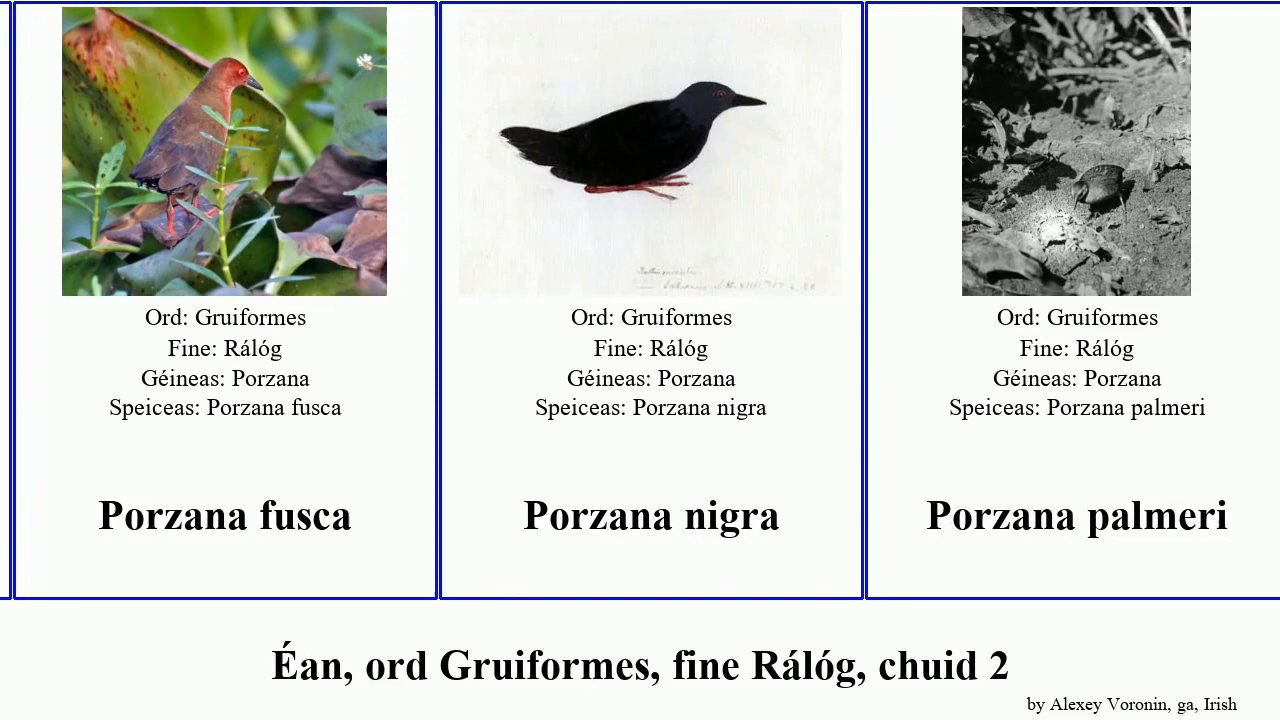 Ord: Gruiformes
Fine: Rálóg
Géineas: Porzana
Speiceas: Porzana fusca
Porzana fusca
Ord: Gruiformes
Fine: Rálóg
Géineas: Porzana
Speiceas: Porzana nigra
Porzana nigra
Ord: Gruiformes
Fine: Rálóg
Géineas: Porzana
Speiceas: Porzana palmeri
Porzana palmeri
Éan, ord Gruiformes, fine Rálóg, chuid 2
by Alexey Voronin, ga, Irish